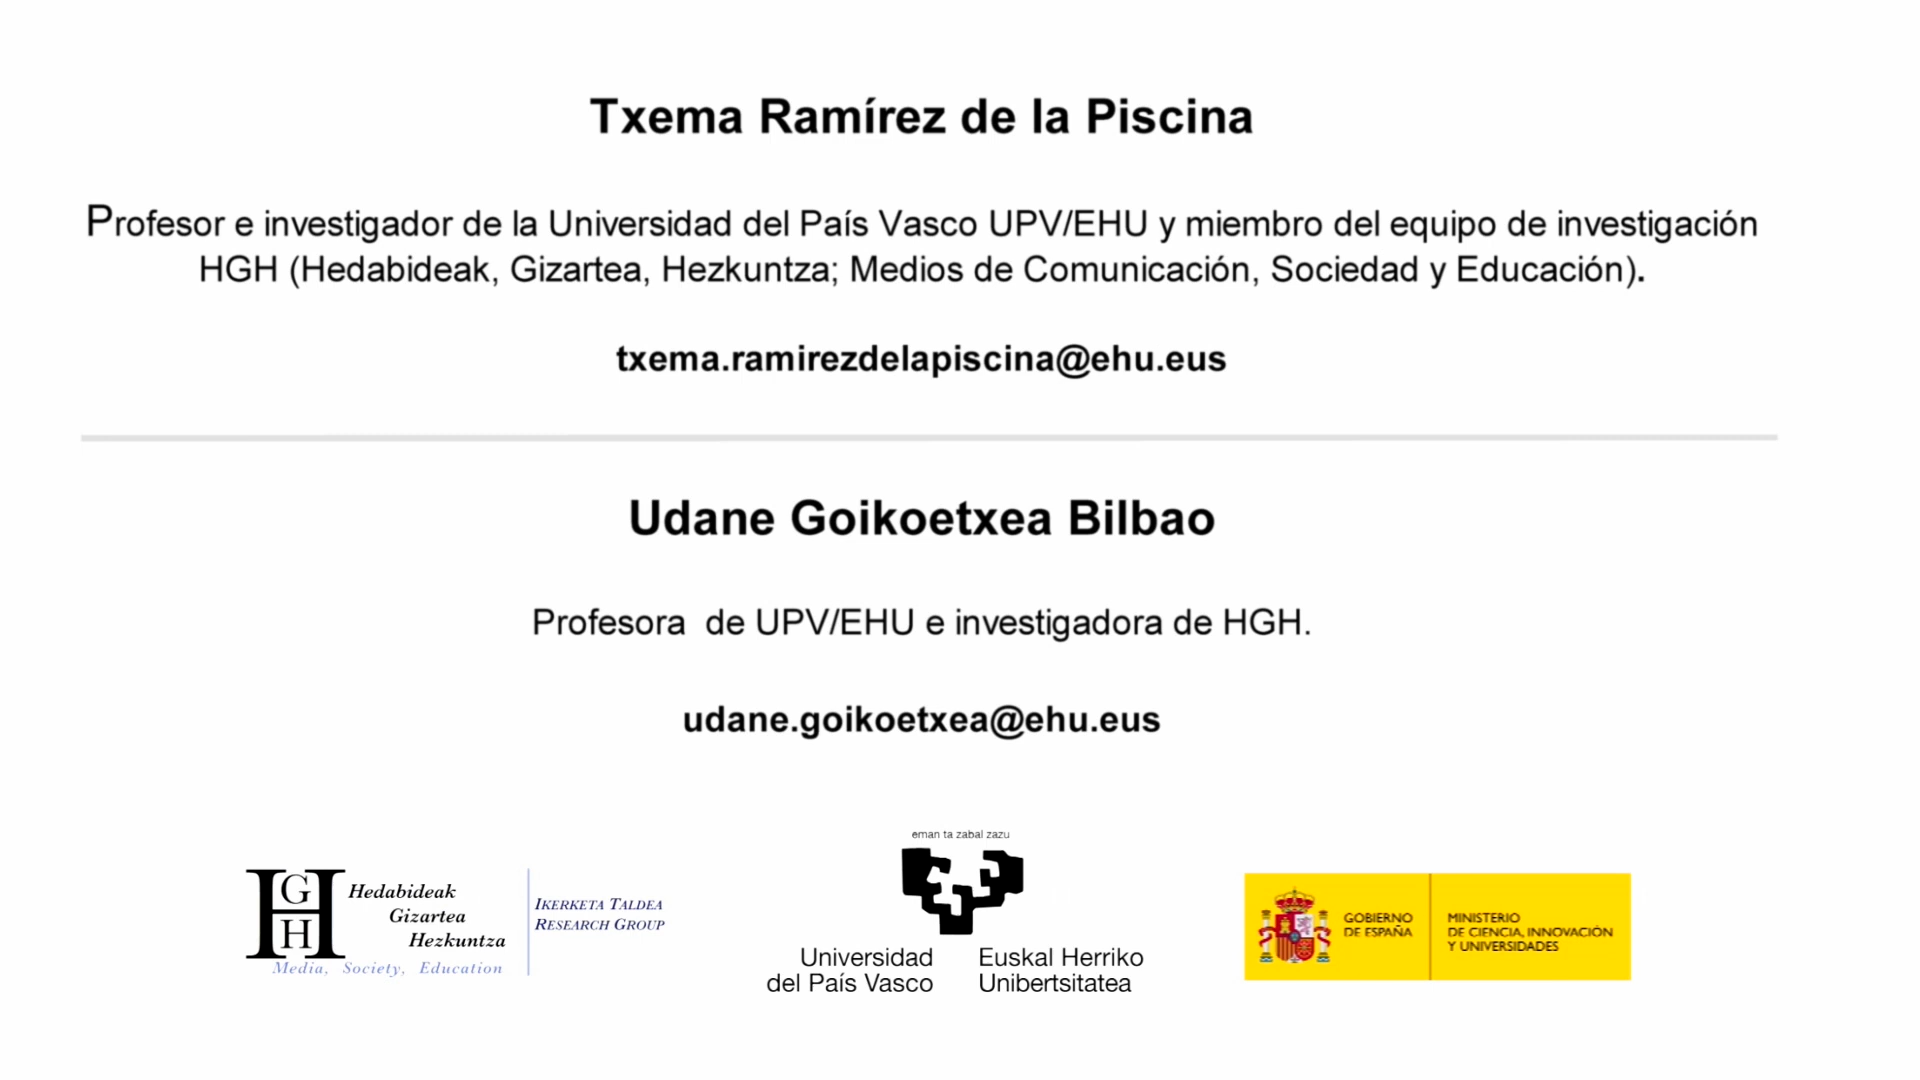 Txema Ramírez de la Piscina
Profesor e investigador de la Universidad del País Vasco UPV/EHU y miembro del equipo de investigación
HGH (Hedabideak, Gizartea, Hezkuntza; Medios de Comunicación, Sociedad y Educación).
txema.ramirezdelapiscina@ehu.eus
Udane Goikoetxea Bilbao
Profesora de UPV/EHU e investigadora de HGH.
udane.goikoetxea@ehu.eus
G
H
Hedabideak
Gizartea
Hezkuntza
Media, Society, Education
IKERKETA TALDEA
RESEARCH GROUP
eman ta zabal zazu
Universidad
del País Vasco
Euskal Herriko
Unibertsitatea
GOBIERNO
DE ESPAÑA
MINISTERIO
DE CIENCIA, INNOVACIÓN
Y UNIVERSIDADES